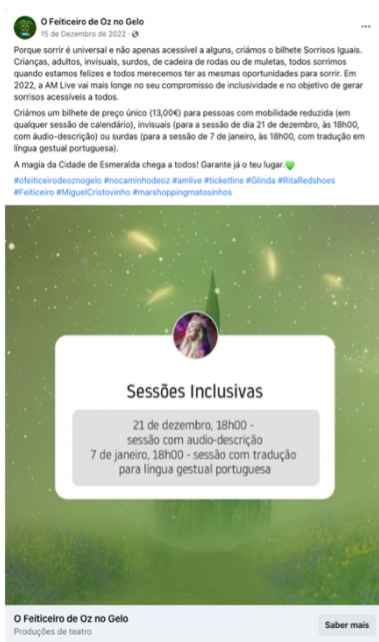 O Feiticeiro de Oz no Gelo
15 de Dezembro de 2022 ·
Porque sorrir é universal e não apenas acessível a alguns, criámos o bilhete Sorrisos Iguais.
Crianças, adultos, invisuais, surdos, de cadeira de rodas ou de muletas, todos sorrimos
quando estamos felizes e todos merecemos ter as mesmas oportunidades para sorrir. Em
2022, a AM Live vai mais longe no seu compromisso de inclusividade e no objetivo de gerar
sorrisos acessíveis a todos.
Criámos um bilhete de preço único (13,00€) para pessoas com mobilidade reduzida (em
qualquer sessão de calendário), invisuais (para a sessão de dia 21 de dezembro, às 18h00,
com áudio-descrição) ou surdas (para a sessão de 7 de janeiro, às 18h00, com tradução em
língua gestual portuguesa).
A magia da Cidade de Esmeralda chega a todos! Garante já o teu lugar.💚
#ofeiticeirodeoznogelo #nocaminhodeoz #amlive #ticketline #Glinda #RitaRedshoes
#Feiticeiro #MiguelCristovinho #marshoppingmatosinhos
Sessões Inclusivas
21 de dezembro, 18h00 -
sessão com audio-descrição
7 de janeiro, 18h00 - sessão com tradução
para língua gestual portuguesa
O Feiticeiro de Oz no Gelo
Produções de teatro
Saber mais